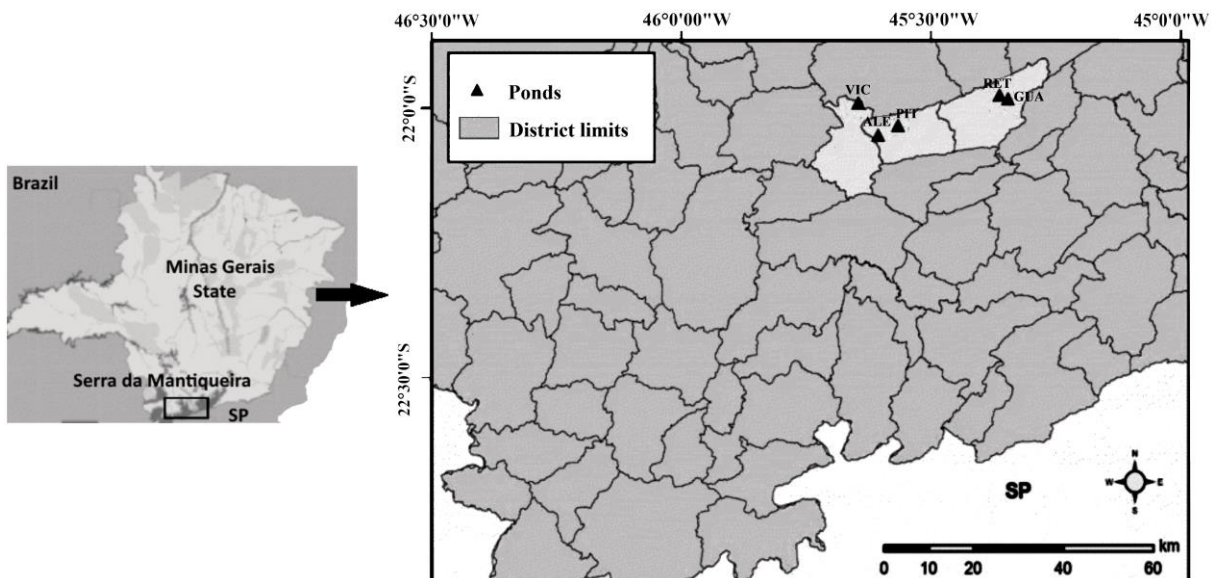 46°30'0"W
46°0'0"W
45°30'0"W
45°0'0"W
Ponds
District limits
VIC
ALE
PIT
RET
GUA
22°0'0"S
22°30'0"S
Brazil
Minas Gerais
State
Serra da Mantiqueira
SP
SP
N
W
E
S
km
0
10
20
40
60